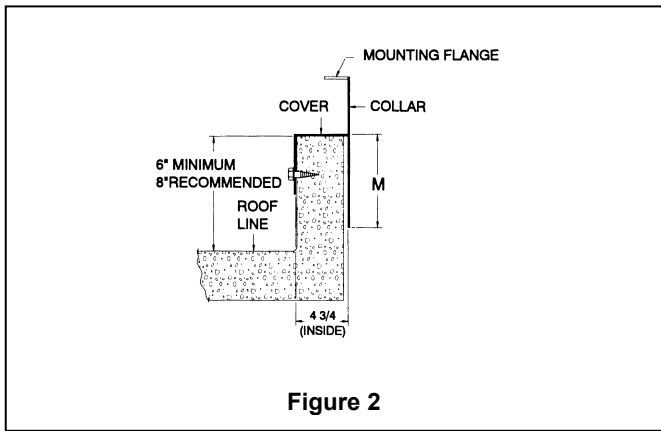 MOUNTING FLANGE
COVER
COLLAR
6" MINIMUM
8"RECOMMENDED
M
ROOF
LINE
4 3/4
(INSIDE)
Figure 2